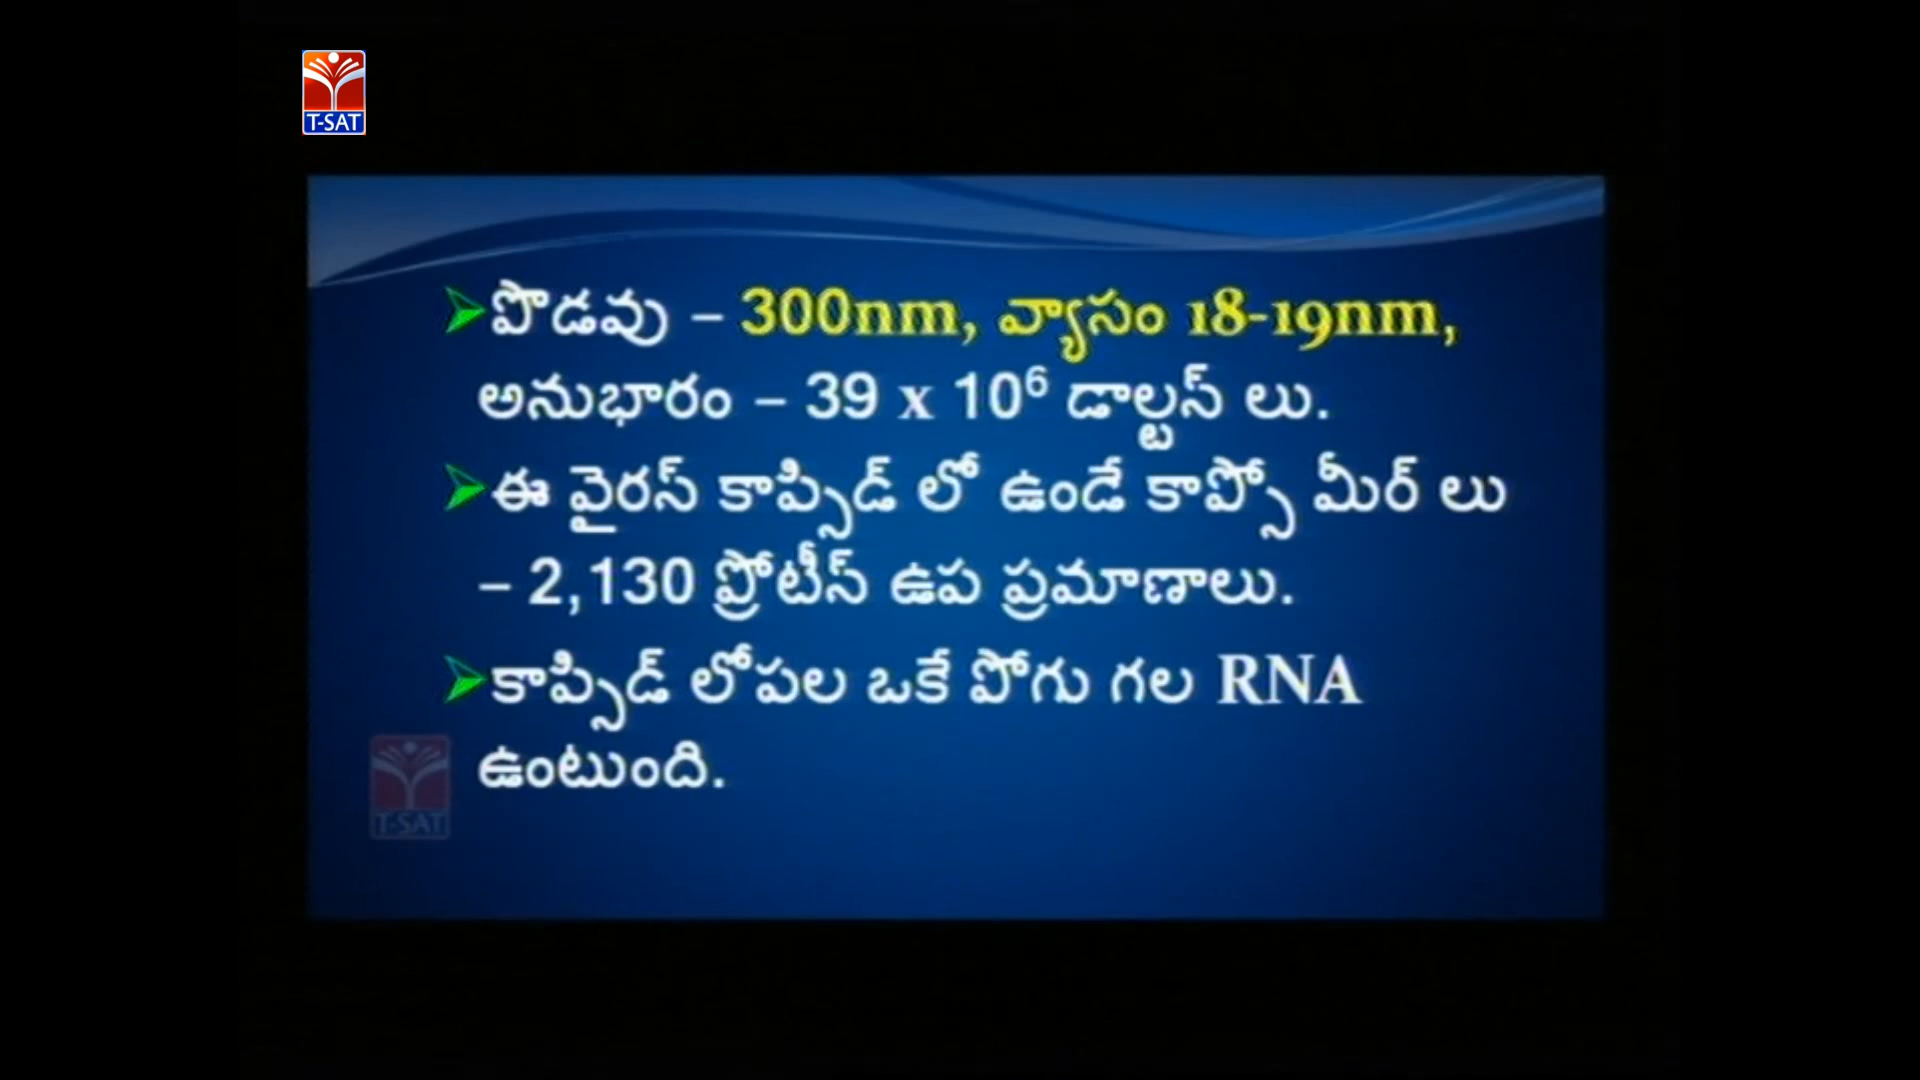 T-SAT
పొడవు – 300nm, వ్యాసం 18-19nm,
అనుభారం – 39 x 10⁶ డాల్టన్ లు.
ఈ వైరస్ కాప్సిడ్ లో ఉండే కాప్సో మీర్ లు
– 2,130 ప్రోటీన్ ఉప ప్రమాణాలు.
కాప్సిడ్ లోపల ఒకే పోగు గల RNA
ఉంటుంది.
T-SAT